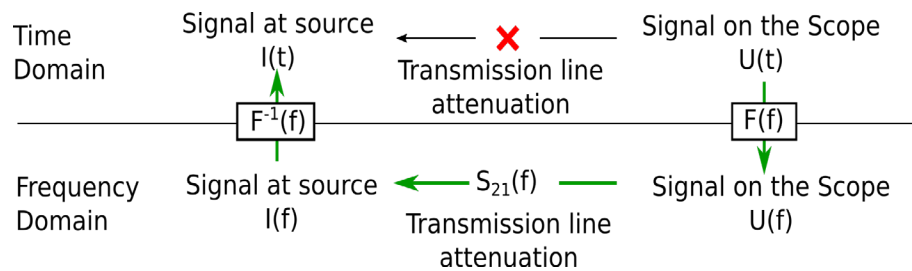 Time
Domain
Signal at source
I(t)
Transmission line
attenuation
Signal on the Scope
U(t)
F⁻¹(f)
F(f)
Frequency
Domain
Signal at source
I(f)
S₂₁(f)
Transmission line
attenuation
Signal on the Scope
U(f)